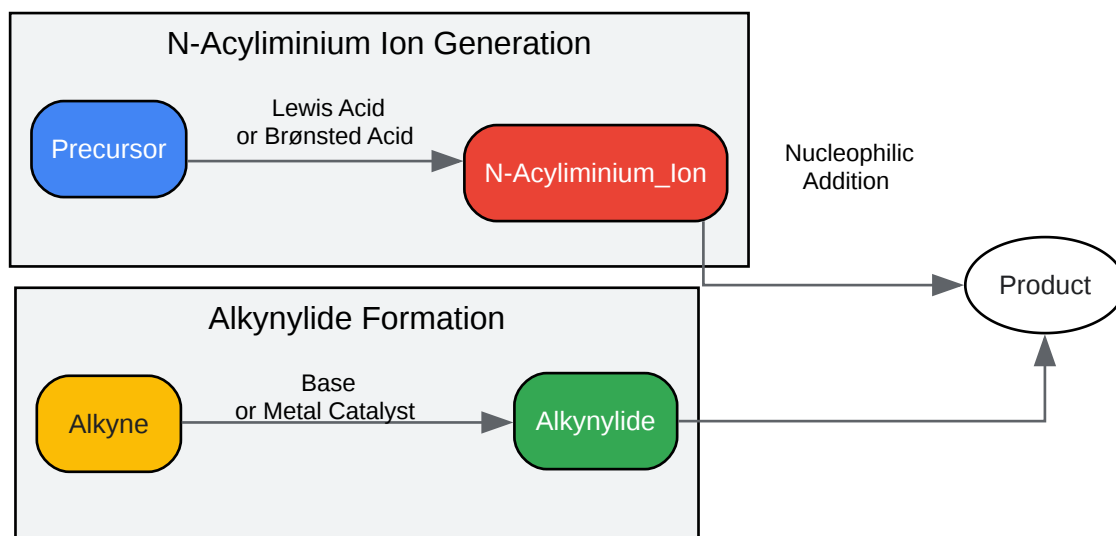 N-Acyliminium Ion Generation
Lewis Acid
or Brønsted Acid
Precursor
N-Acyliminium_Ion
Nucleophilic
Addition
Product
Alkynylide Formation
Base
or Metal Catalyst
Alkyne
Alkynylide